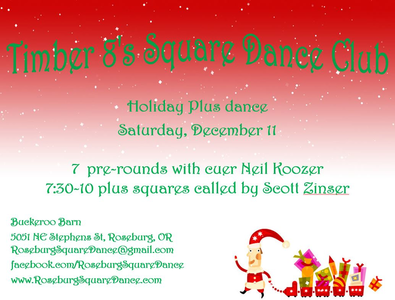 Timber 8's Square Dance Club
Holiday Plus dance
Saturday, December 11
7 pre-rounds with cuer Neil Koozer
7:30-10 plus squares called by Scott Zinser
Buckeroo Barn
5051 NE Stephens St, Roseburg, OR
RoseburgSquareDance@gmail.com
facebook.com/RoseburgSquareDance
www.RoseburgSquareDance.com